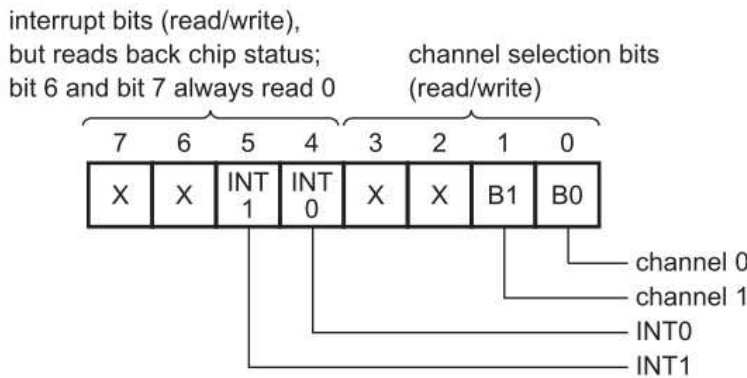 interrupt bits (read/write),
but reads back chip status;
bit 6 and bit 7 always read 0
channel selection bits
(read/write)
7 6 5 4 3 2 1 0
X X INT 1 INT 0 X X B1 B0
channel 0
channel 1
INT0
INT1